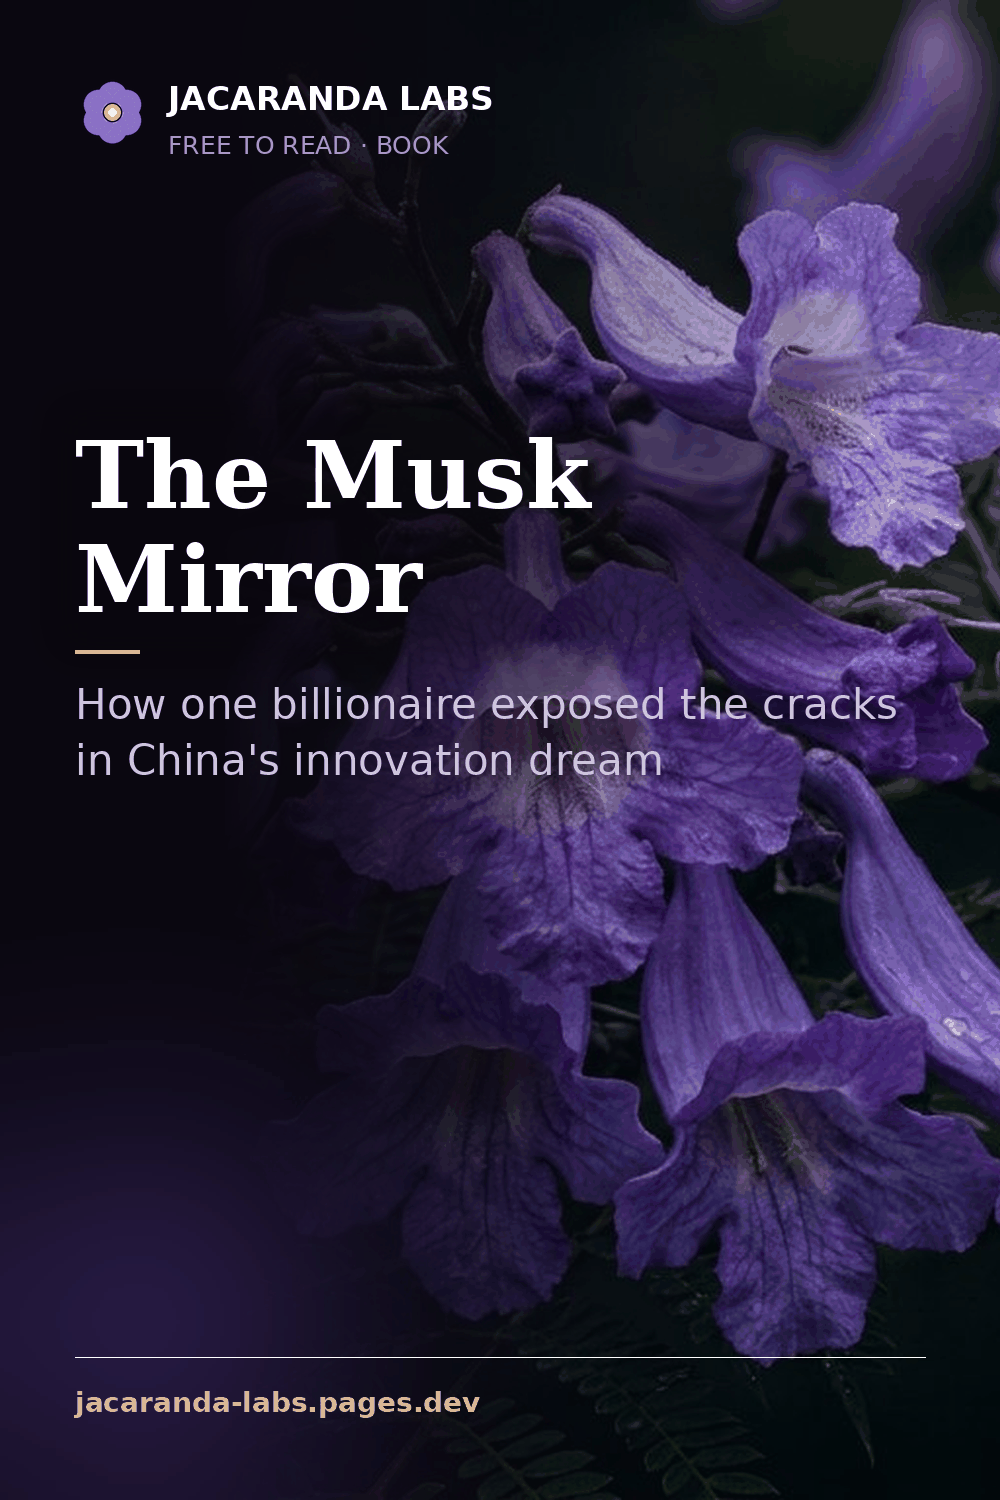 JACARANDA LABS
FREE TO READ · BOOK
The Musk
Mirror
How one billionaire exposed the cracks
in China's innovation dream
jacaranda-labs.pages.dev